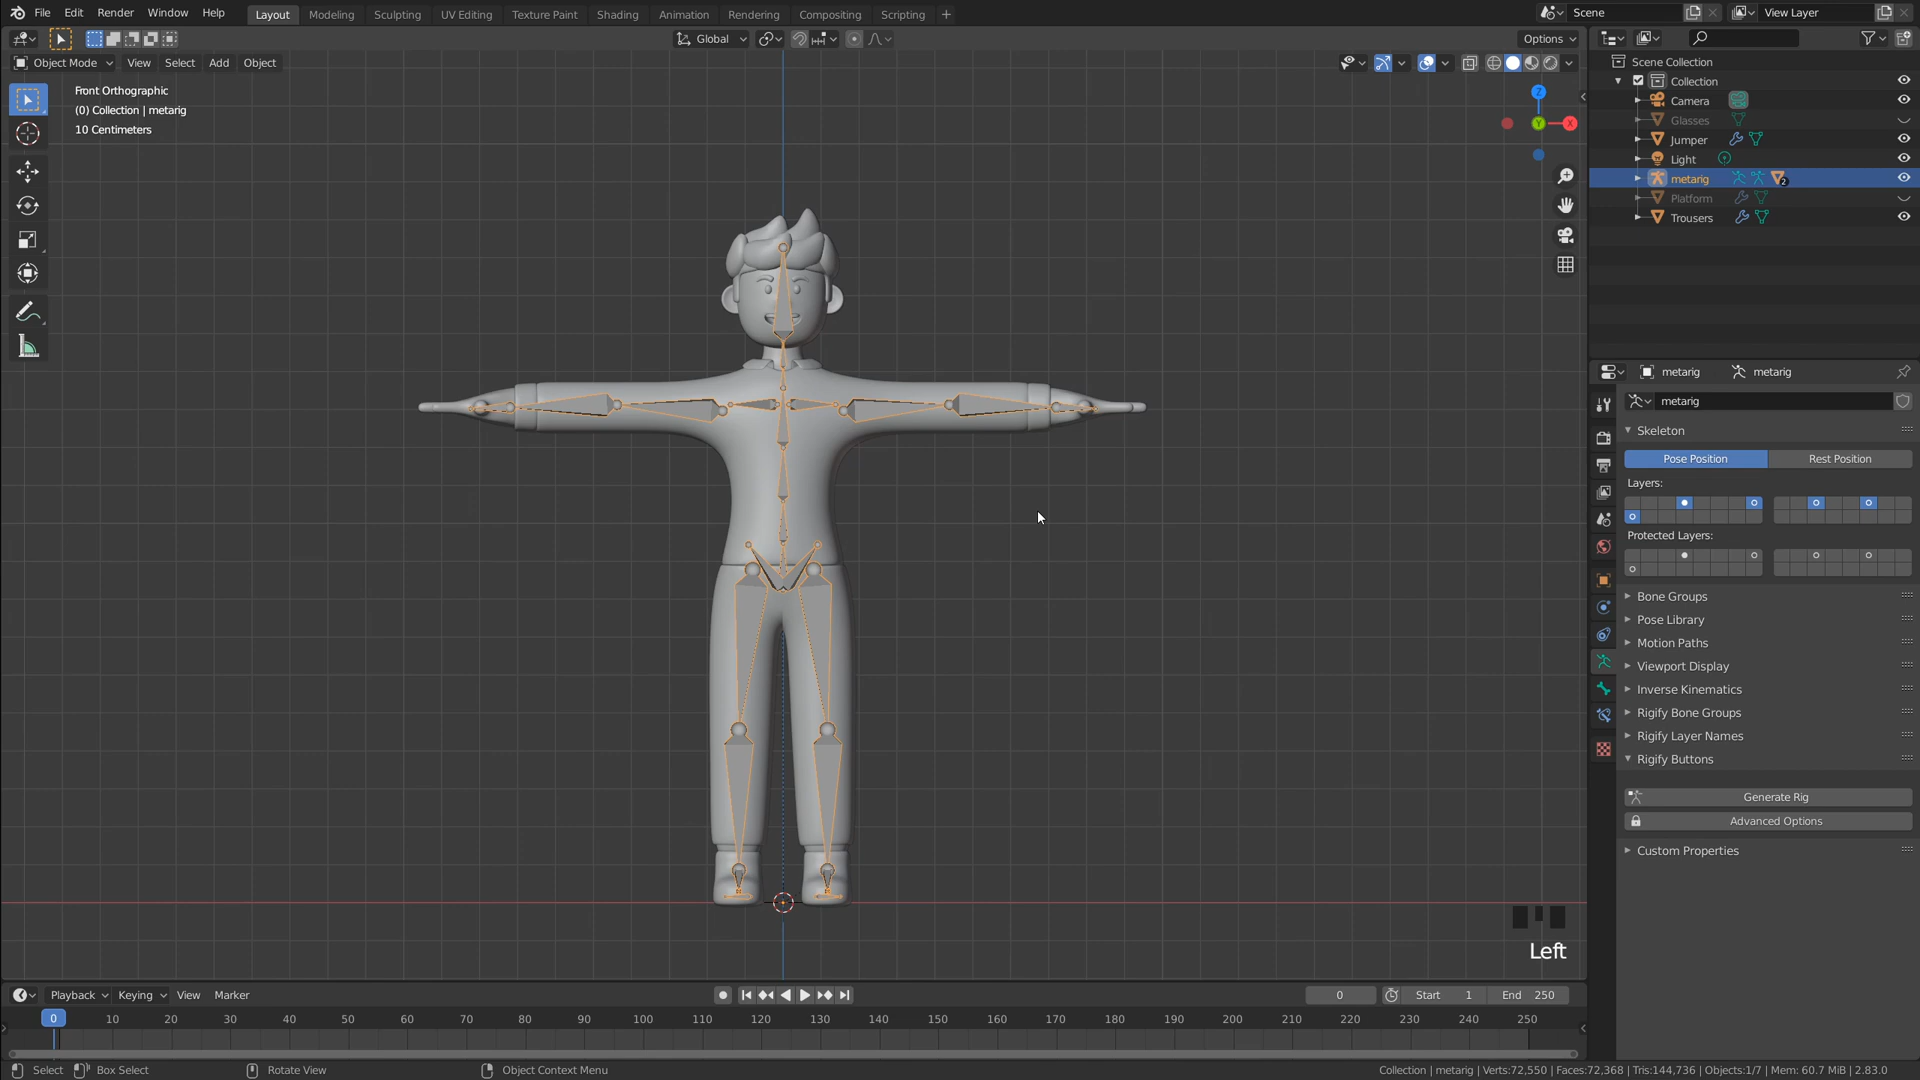 File Edit Render Window Help Layout Modeling Sculpting UV Editing Texture Paint Shading Animation Rendering Compositing Scripting + Scene View Layer
Global Options
Object Mode View Select Add Object
Front Orthographic
(0) Collection | metarig
10 Centimeters
Z
Y
X
Left
Scene Collection
Collection
Camera
Glasses
Jumper
Light
metarig 2
Platform
Trousers
metarig metarig
metarig
Skeleton
Pose Position Rest Position
Layers:
Protected Layers:
Bone Groups
Pose Library
Motion Paths
Viewport Display
Inverse Kinematics
Rigify Bone Groups
Rigify Layer Names
Rigify Buttons
Generate Rig
Advanced Options
Custom Properties
Playback Keying View Marker 0 Start 1 End 250
0 10 20 30 40 50 60 70 80 90 100 110 120 130 140 150 160 170 180 190 200 210 220 230 240 250
Select Box Select Rotate View Object Context Menu Collection | metarig | Verts:72,550 | Faces:72,368 | Tris:144,736 | Objects:1/7 | Mem: 60.7 MiB | 2.83.0